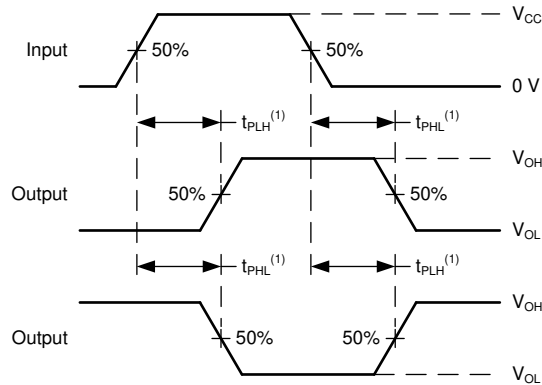 V<sub>CC</sub>
Input
50%
50%
0 V
t<sub>PLH</sub><sup>(1)</sup>
t<sub>PHL</sub><sup>(1)</sup>
V<sub>OH</sub>
Output
50%
50%
V<sub>OL</sub>
t<sub>PHL</sub><sup>(1)</sup>
t<sub>PLH</sub><sup>(1)</sup>
V<sub>OH</sub>
Output
50%
50%
V<sub>OL</sub>